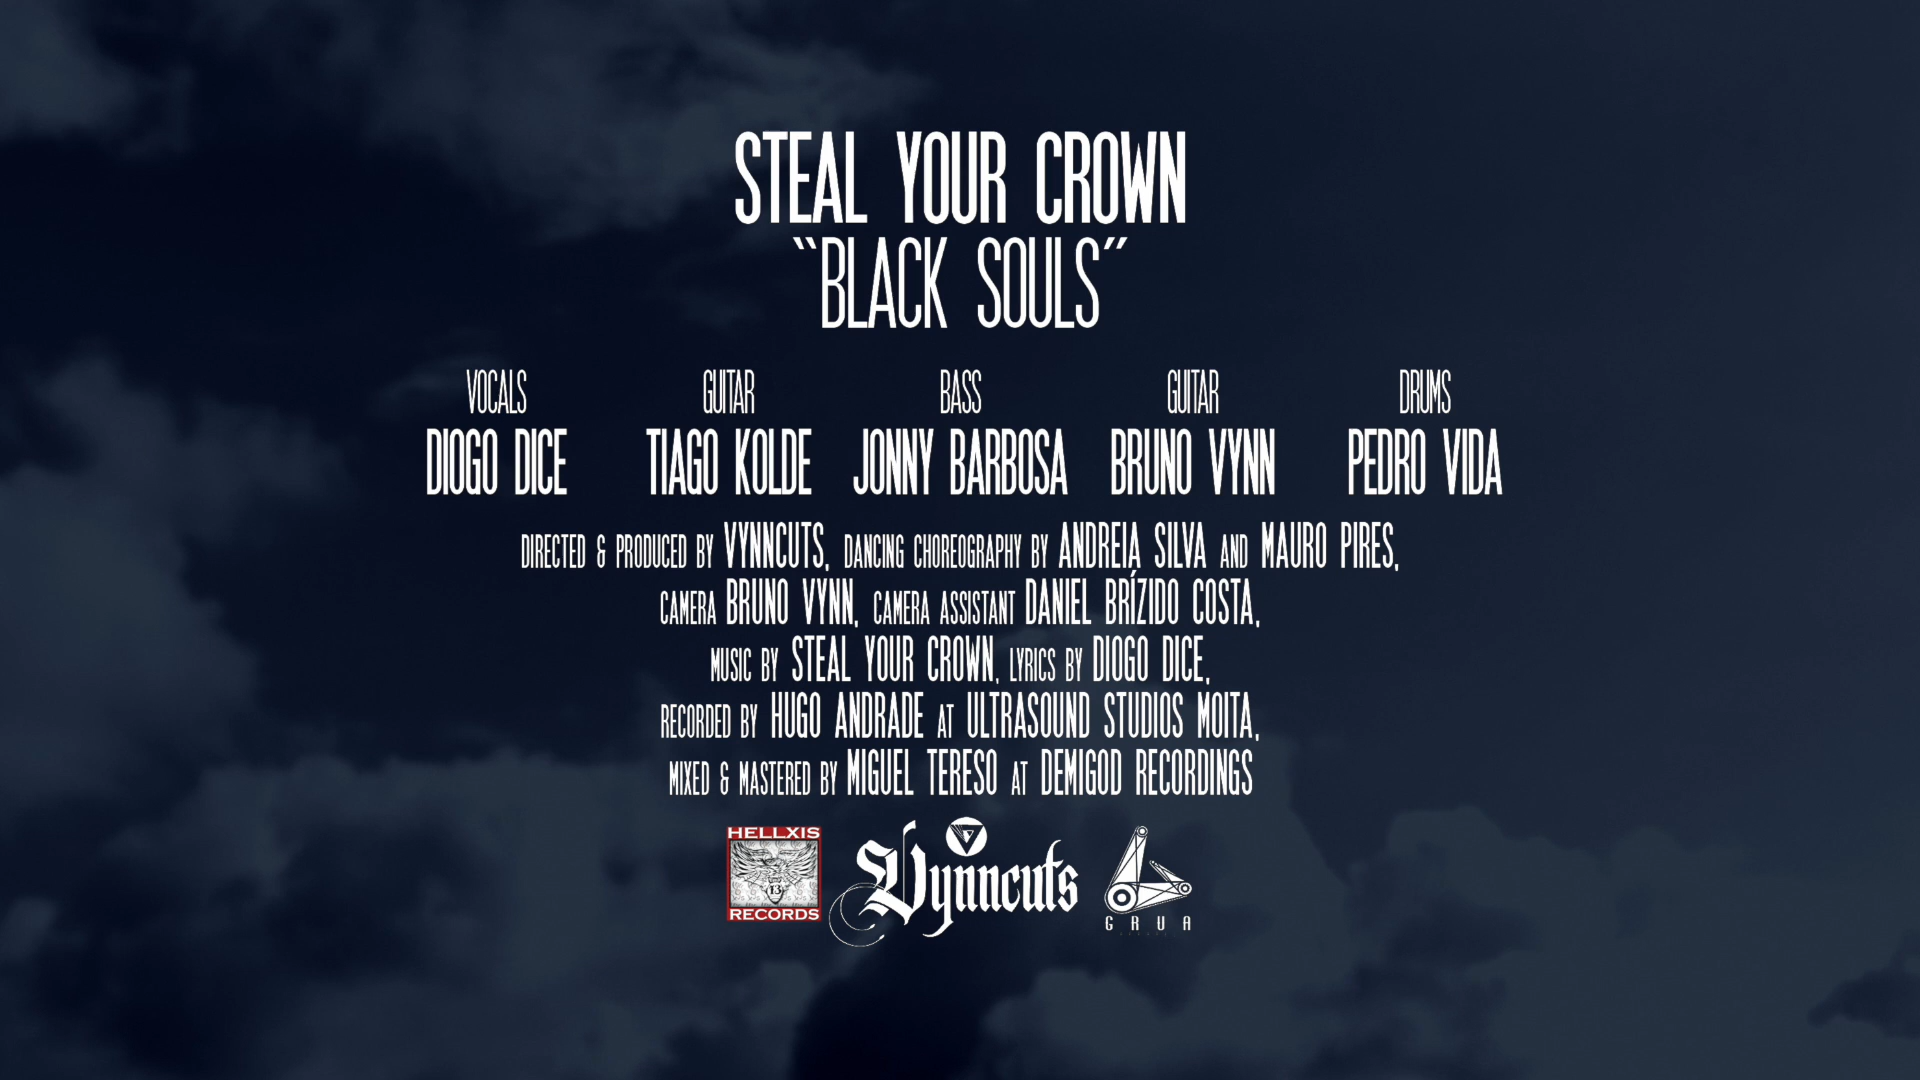 STEAL YOUR CROWN
“BLACK SOULS”
VOCALS GUITAR BASS GUITAR DRUMS
DIOGO DICE TIAGO KOLDE JONNY BARBOSA BRUNO VYNN PEDRO VIDA
DIRECTED & PRODUCED BY VYNNCUTS, DANCING CHOREOGRAPHY BY ANDREIA SILVA AND MAURO PIRES,
CAMERA BRUNO VYNN, CAMERA ASSISTANT DANIEL BRÍZIDO COSTA,
MUSIC BY STEAL YOUR CROWN, LYRICS BY DIOGO DICE,
RECORDED BY HUGO ANDRADE AT ULTRASOUND STUDIOS MOITA,
MIXED & MASTERED BY MIGUEL TERESO AT DEMIGOD RECORDINGS
HELLXIS
13
RECORDS
Vynncuts
GRUA